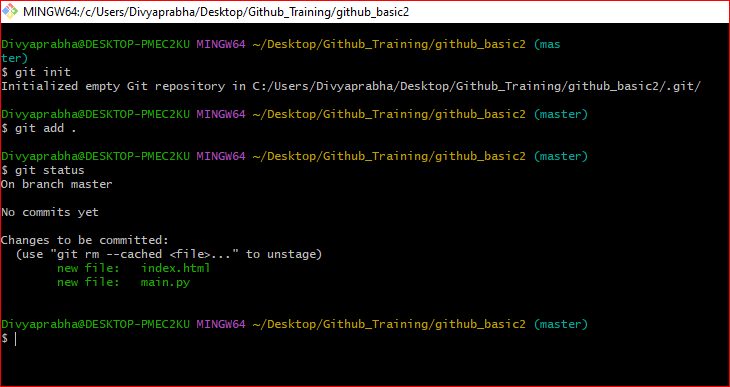 MINGW64:/c/Users/Divyaprabha/Desktop/Github_Training/github_basic2
Divyaprabha@DESKTOP-PMEC2KU MINGW64 ~/Desktop/Github_Training/github_basic2 (mas
ter)
$ git init
Initialized empty Git repository in C:/Users/Divyaprabha/Desktop/Github_Training/github_basic2/.git/
Divyaprabha@DESKTOP-PMEC2KU MINGW64 ~/Desktop/Github_Training/github_basic2 (master)
$ git add .
Divyaprabha@DESKTOP-PMEC2KU MINGW64 ~/Desktop/Github_Training/github_basic2 (master)
$ git status
On branch master
No commits yet
Changes to be committed:
  (use "git rm --cached <file>..." to unstage)
        new file:   index.html
        new file:   main.py
Divyaprabha@DESKTOP-PMEC2KU MINGW64 ~/Desktop/Github_Training/github_basic2 (master)
$